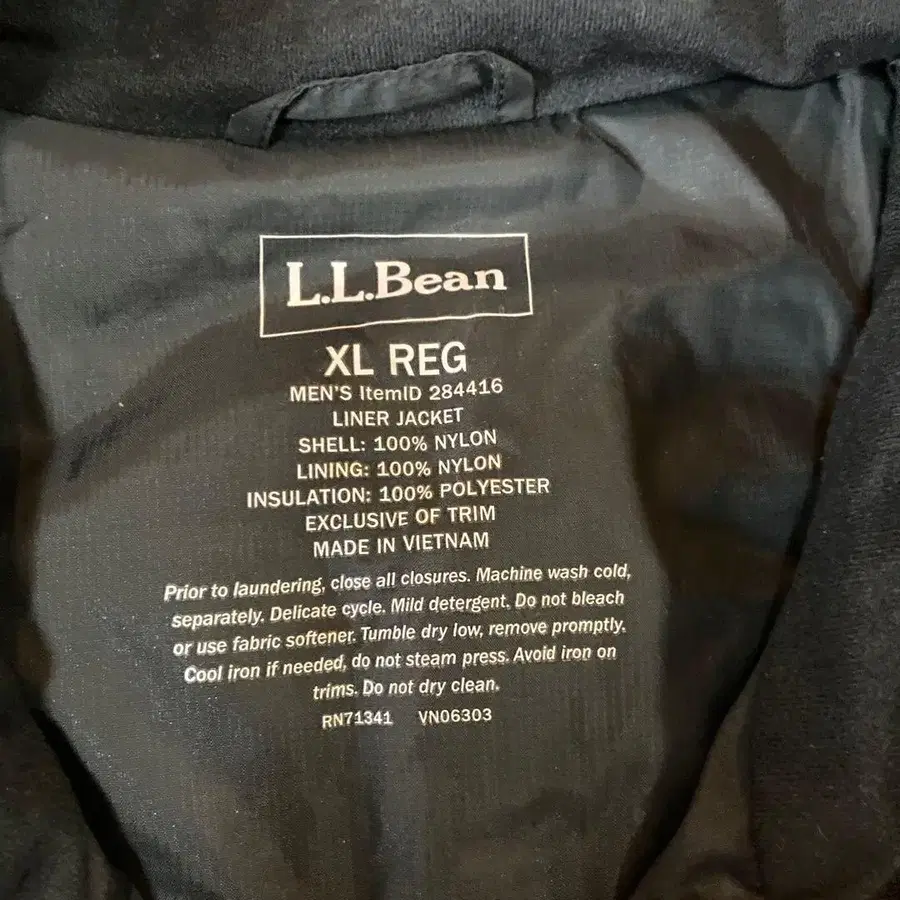 L.L.Bean
XL REG
MEN'S ItemID 284416
LINER JACKET
SHELL: 100% NYLON
LINING: 100% NYLON
INSULATION: 100% POLYESTER
EXCLUSIVE OF TRIM
MADE IN VIETNAM
Prior to laundering, close all closures. Machine wash cold,
separately. Delicate cycle. Mild detergent. Do not bleach
or use fabric softener. Tumble dry low, remove promptly.
Cool iron if needed, do not steam press. Avoid iron on
trims. Do not dry clean.
RN71341 VN06303